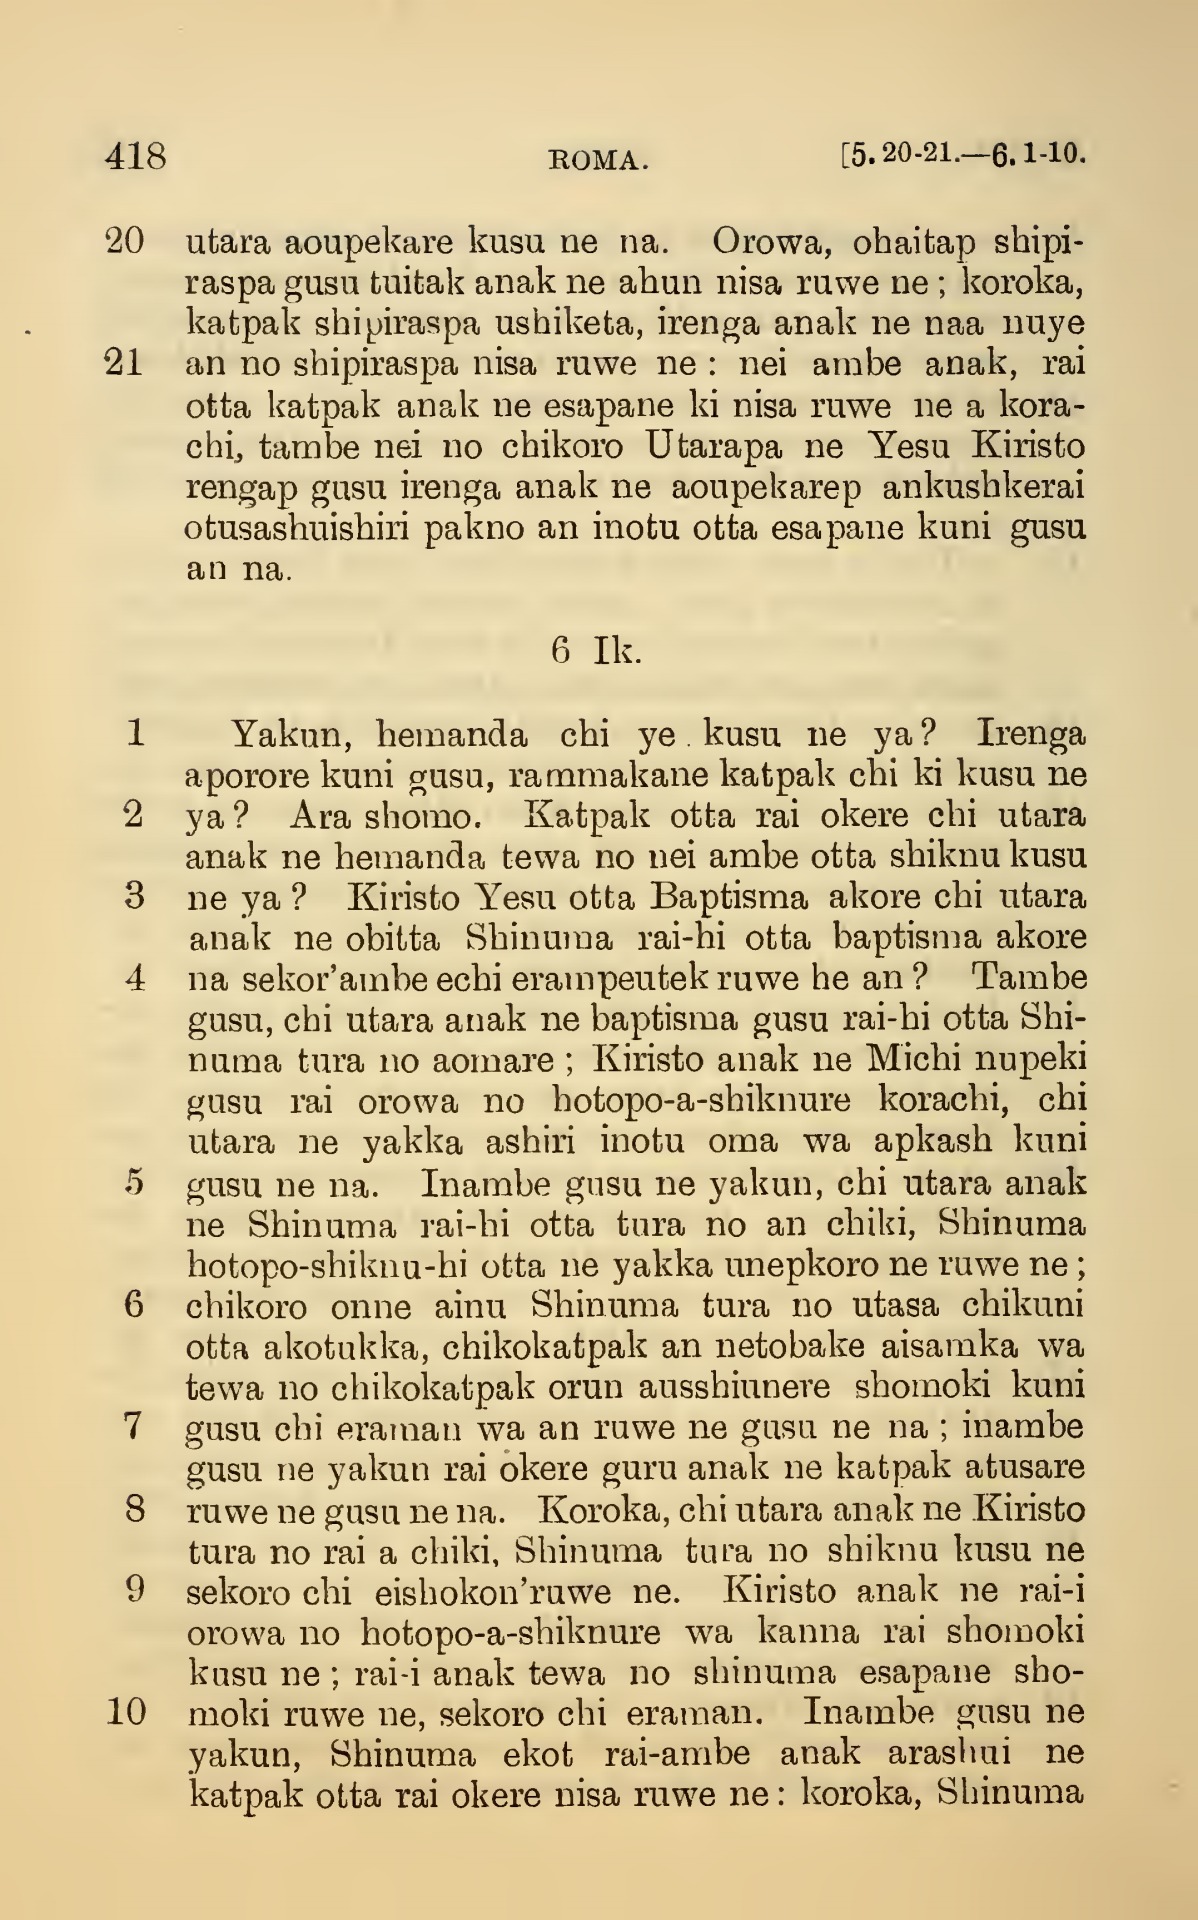 418 ROMA. [5. 20-21.—6. 1-10.
20 utara aoupekare kusu ne na. Orowa, ohaitap shipi-
raspa gusu tuitak anak ne ahun nisa ruwe ne ; koroka,
katpak shipiraspa ushiketa, irenga anak ne naa nuye
21 an no shipiraspa nisa ruwe ne : nei ambe anak, rai
otta katpak anak ne esapane ki nisa ruwe ne a kora-
chi, tambe nei no chikoro Utarapa ne Yesu Kiristo
rengap gusu irenga anak ne aoupekarep ankushkerai
otusashuishiri pakno an inotu otta esapane kuni gusu
an na.
6 Ik.
1 Yakun, hemanda chi ye kusu ne ya? Irenga
aporore kuni gusu, rammakane katpak chi ki kusu ne
2 ya? Ara shomo. Katpak otta rai okere chi utara
anak ne hemanda tewa no nei ambe otta shiknu kusu
3 ne ya? Kiristo Yesu otta Baptisma akore chi utara
anak ne obitta Shinuma rai-hi otta baptisma akore
4 na sekor'ambe echi erampeutek ruwe he an? Tambe
gusu, chi utara anak ne baptisma gusu rai-hi otta Shi-
numa tura no aomare ; Kiristo anak ne Michi nupeki
gusu rai orowa no hotopo-a-shiknure korachi, chi
utara ne yakka ashiri inotu oma wa apkash kuni
5 gusu ne na. Inambe gusu ne yakun, chi utara anak
ne Shinuma rai-hi otta tura no an chiki, Shinuma
hotopo-shiknu-hi otta ne yakka unepkoro ne ruwe ne ;
6 chikoro onne ainu Shinuma tura no utasa chikuni
otta akotukka, chikokatpak an netobake aisamka wa
tewa no chikokatpak orun ausshiunere shomoki kuni
7 gusu chi eraman wa an ruwe ne gusu ne na ; inambe
gusu ne yakun rai okere guru anak ne katpak atusare
8 ruwe ne gusu ne na. Koroka, chi utara anak ne Kiristo
tura no rai a chiki, Shinuma tura no shiknu kusu ne
9 sekoro chi eishokon'ruwe ne. Kiristo anak ne rai-i
orowa no hotopo-a-shiknure wa kanna rai shomoki
kusu ne ; rai-i anak tewa no shinuma esapane sho-
10 moki ruwe ne, sekoro chi eraman. Inambe gusu ne
yakun, Shinuma ekot rai-ambe anak arashui ne
katpak otta rai okere nisa ruwe ne : koroka, Shinuma